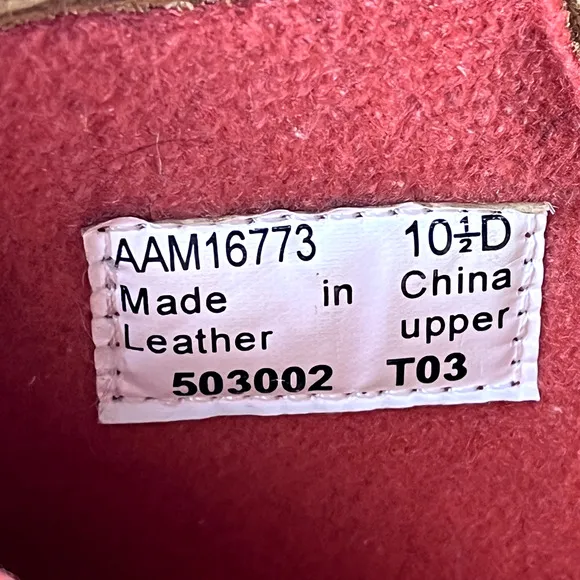 AAM16773 10½D
Made in China
Leather upper
503002 T03